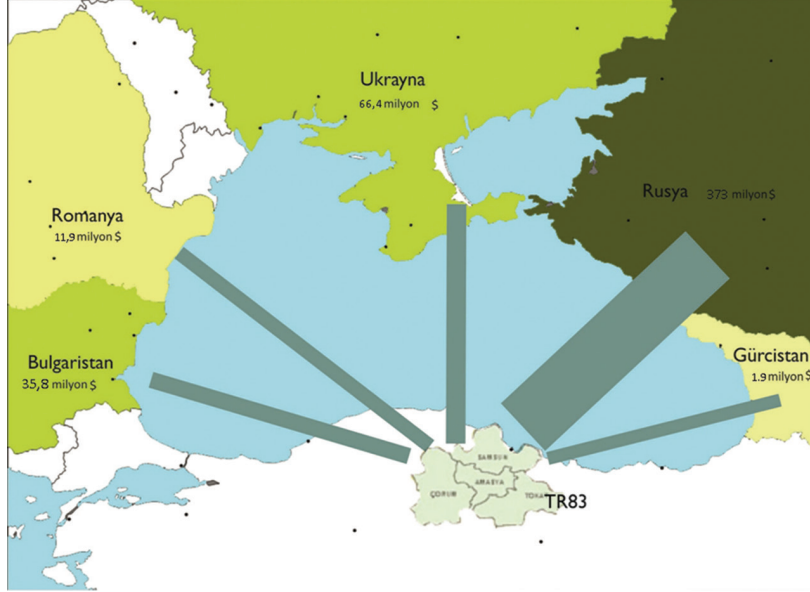 Ukrayna
66,4 milyon $
Rusya 373 milyon $
Romanya
11,9 milyon $
Bulgaristan
35,8 milyon $
Gürcistan
1.9 milyon $
SAMSUN
AMASYA
ÇORUM
TOKA
TR83